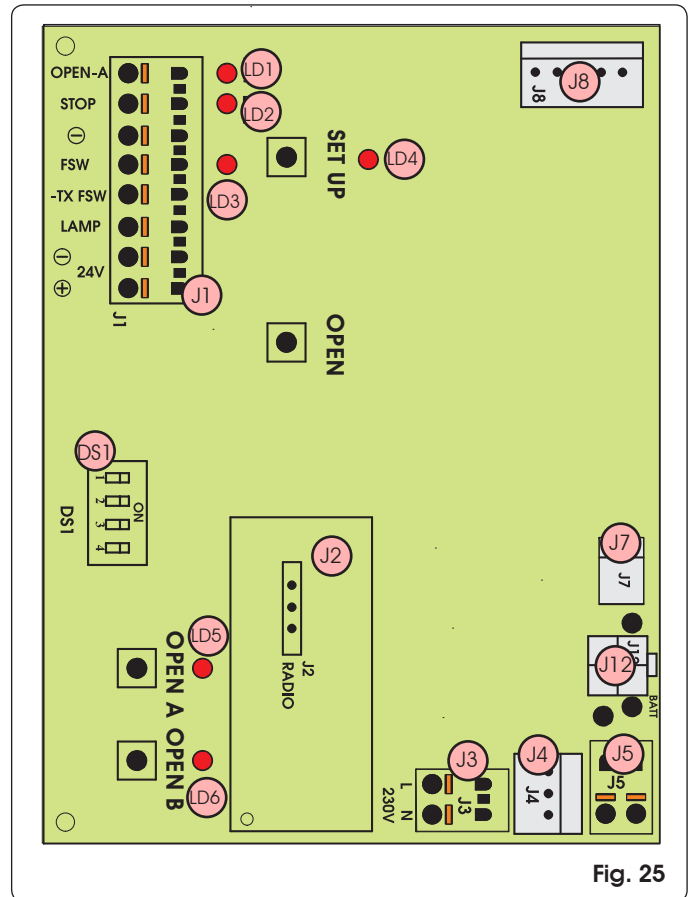 OPEN-A
LD1
STOP
LD2
⊖
FSW
LD3
-TX FSW
LAMP
⊖
24V
⊕
J1
J1
SET UP
LD4
J8
J8
OPEN
DS1
DS1
1
2
3
4
ON
J2
J2
RADIO
OPEN A
LD5
OPEN B
LD6
J7
J7
J12
BATT
J3
J3
L
N
230V
J4
J4
J5
J5
Fig. 25